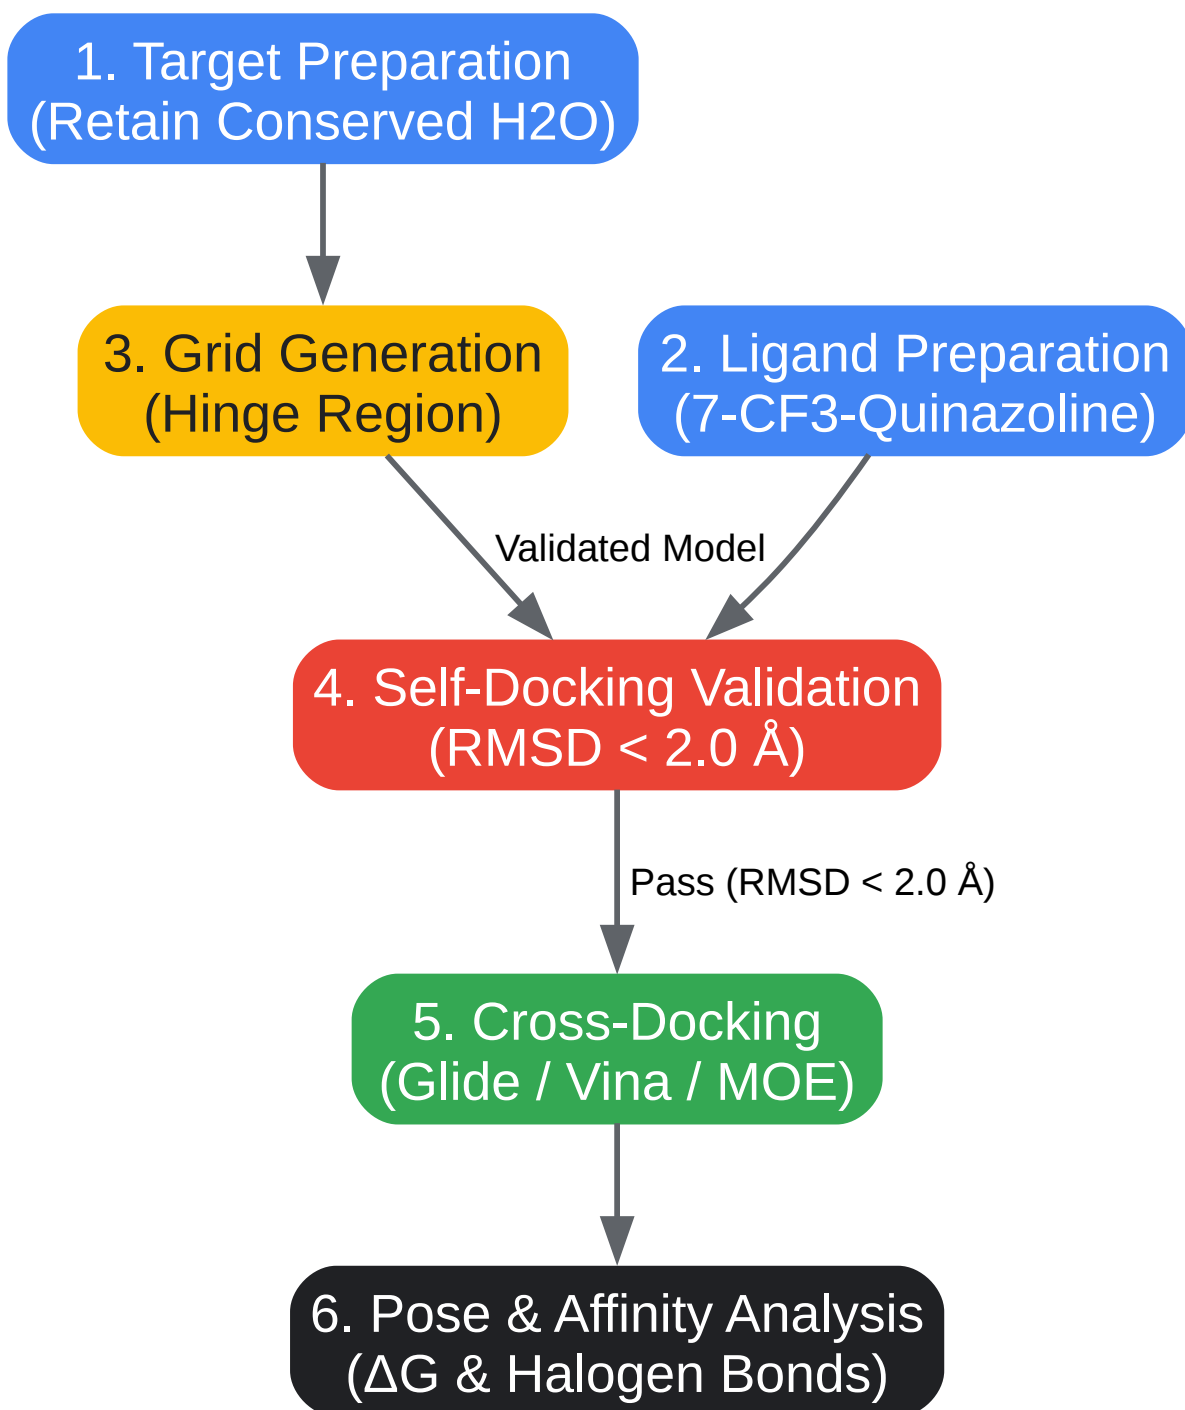 1. Target Preparation
(Retain Conserved H2O)
3. Grid Generation
(Hinge Region)
2. Ligand Preparation
(7-CF3-Quinazoline)
Validated Model
4. Self-Docking Validation
(RMSD < 2.0 Å)
Pass (RMSD < 2.0 Å)
5. Cross-Docking
(Glide / Vina / MOE)
6. Pose & Affinity Analysis
(ΔG & Halogen Bonds)